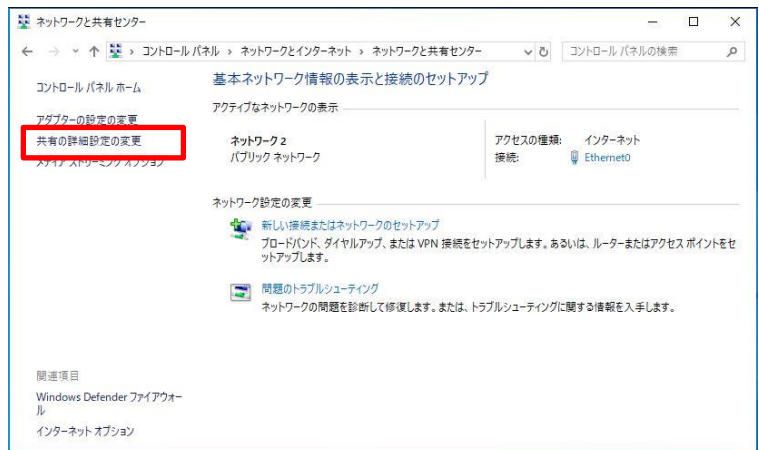 ネットワークと共有センター
コントロール パネル › ネットワークとインターネット › ネットワークと共有センター
コントロール パネルの検索
コントロール パネル ホーム
アダプターの設定の変更
共有の詳細設定の変更
メディア ストリーミング オプション
基本ネットワーク情報の表示と接続のセットアップ
アクティブなネットワークの表示
ネットワーク 2
パブリック ネットワーク
アクセスの種類: インターネット
接続: Ethernet0
ネットワーク設定の変更
新しい接続またはネットワークのセットアップ
ブロードバンド、ダイヤルアップ、または VPN 接続をセットアップします。あるいは、ルーターまたはアクセス ポイントをセ
ットアップします。
問題のトラブルシューティング
ネットワークの問題を診断して修復します。または、トラブルシューティングに関する情報を入手します。
関連項目
Windows Defender ファイアウォー
ル
インターネット オプション